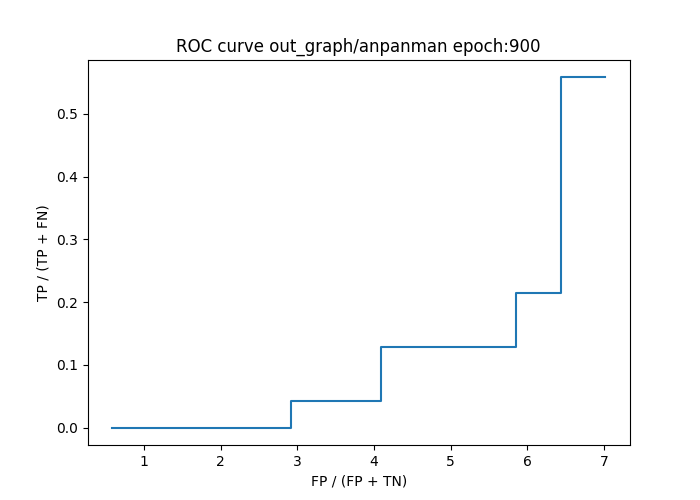 ROC curve out_graph/anpanman epoch:900
TP / (TP + FN)
0.5
0.4
0.3
0.2
0.1
0.0
1 2 3 4 5 6 7
FP / (FP + TN)